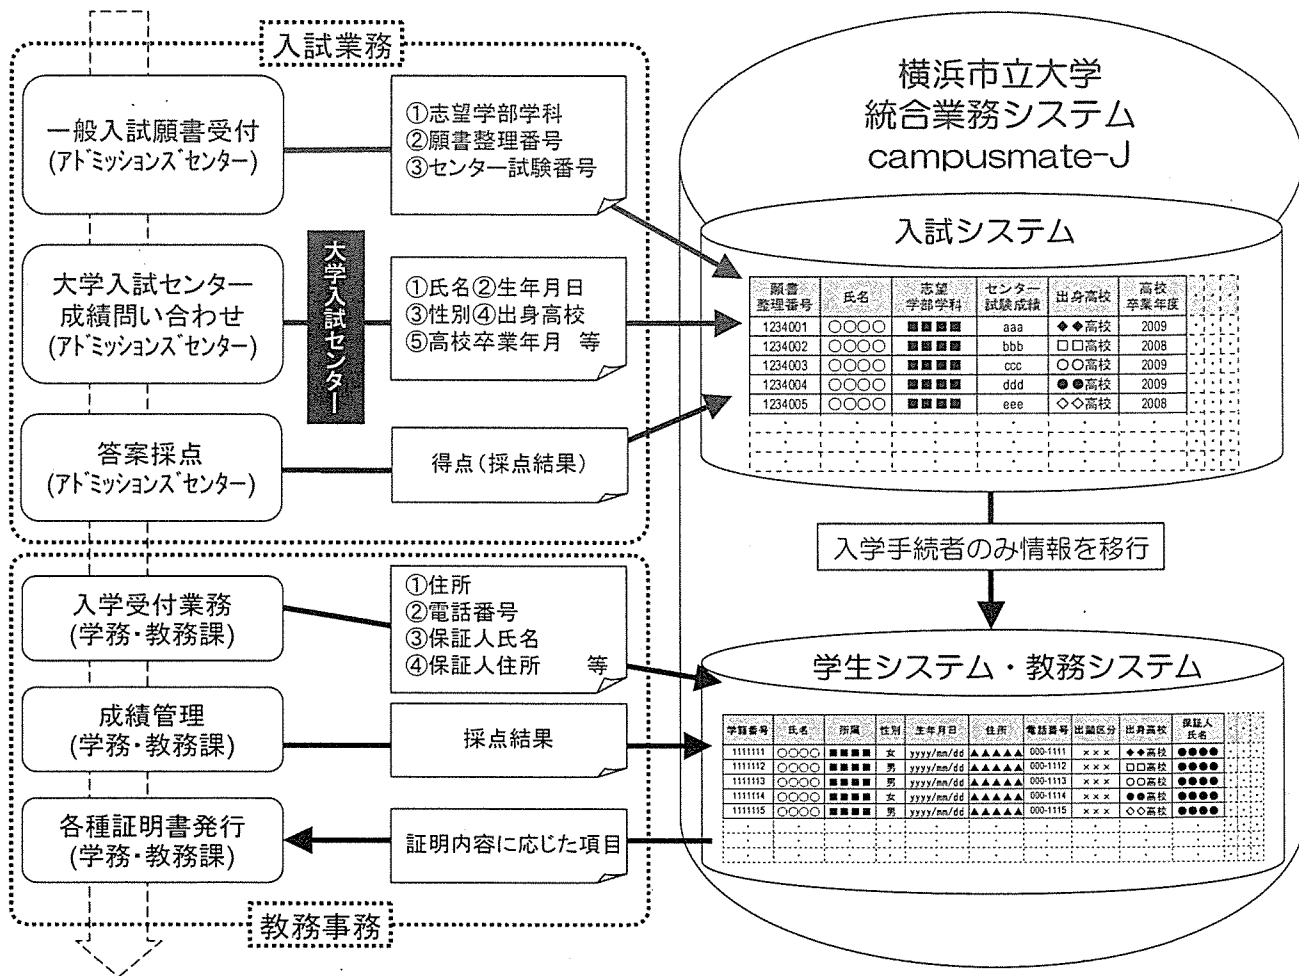 入試業務
一般入試願書受付
(アドミッションズセンター)
①志望学部学科
②願書整理番号
③センター試験番号
大学入試センター
成績問い合わせ
(アドミッションズセンター)
大学入試センター
①氏名②生年月日
③性別④出身高校
⑤高校卒業年月 等
答案採点
(アドミッションズセンター)
得点(採点結果)
横浜市立大学
統合業務システム
campusmate-J
入試システム
願書整理番号 氏名 志望学部学科 センター試験成績 出身高校 高校卒業年度
1234001 ○○○○ ■■■■ aaa ◆◆高校 2009
1234002 ○○○○ ■■■■ bbb □□高校 2008
1234003 ○○○○ ■■■■ ccc ○○高校 2009
1234004 ○○○○ ■■■■ ddd ●●高校 2009
1234005 ○○○○ ■■■■ eee ◇◇高校 2008
入学手続者のみ情報を移行
入学受付業務
(学務・教務課)
①住所
②電話番号
③保証人氏名
④保証人住所 等
成績管理
(学務・教務課)
採点結果
各種証明書発行
(学務・教務課)
証明内容に応じた項目
教務事務
学生システム・教務システム
学籍番号 氏名 所属 性別 生年月日 住所 電話番号 出願区分 出身高校 保証人氏名
1111111 ○○○○ ■■■■ 女 yyyy/mm/dd ▲▲▲▲▲ 000-1111 ××× ◆◆高校 ●●●●
1111112 ○○○○ ■■■■ 男 yyyy/mm/dd ▲▲▲▲▲ 000-1112 ××× □□高校 ●●●●
1111113 ○○○○ ■■■■ 男 yyyy/mm/dd ▲▲▲▲▲ 000-1113 ××× ○○高校 ●●●●
1111114 ○○○○ ■■■■ 女 yyyy/mm/dd ▲▲▲▲▲ 000-1114 ××× ●●高校 ●●●●
1111115 ○○○○ ■■■■ 男 yyyy/mm/dd ▲▲▲▲▲ 000-1115 ××× ◇◇高校 ●●●●